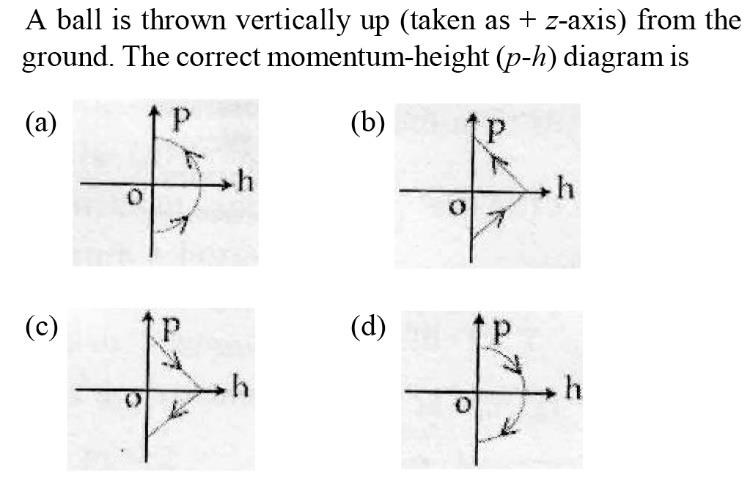 A ball is thrown vertically up (taken as + z-axis) from the
ground. The correct momentum-height (p-h) diagram is
(a) p h o (b) p h o
(c) p h o (d) p h o